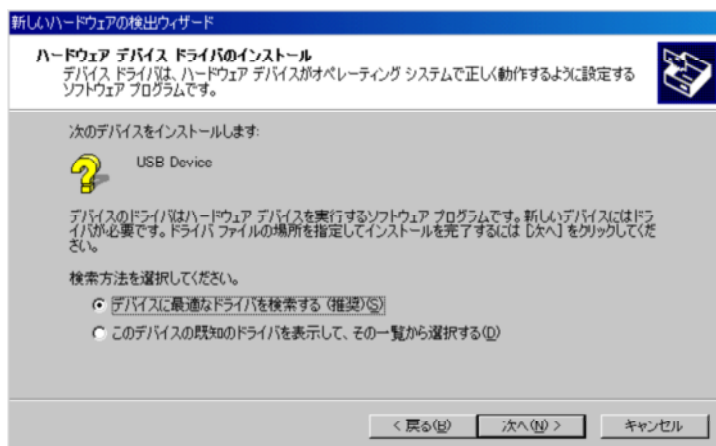 新しいハードウェアの検出ウィザード
ハードウェア デバイス ドライバのインストール
デバイス ドライバは、ハードウェア デバイスがオペレーティング システムで正しく動作するように設定する
ソフトウェア プログラムです。
次のデバイスをインストールします:
USB Device
デバイスのドライバはハードウェア デバイスを実行するソフトウェア プログラムです。新しいデバイスにはドラ
イバが必要です。ドライバ ファイルの場所を指定してインストールを完了するには [次へ] をクリックしてくだ
さい。
検索方法を選択してください。
デバイスに最適なドライバを検索する (推奨)(S)
このデバイスの既知のドライバを表示して、その一覧から選択する(D)
< 戻る(B) 次へ(N) > キャンセル